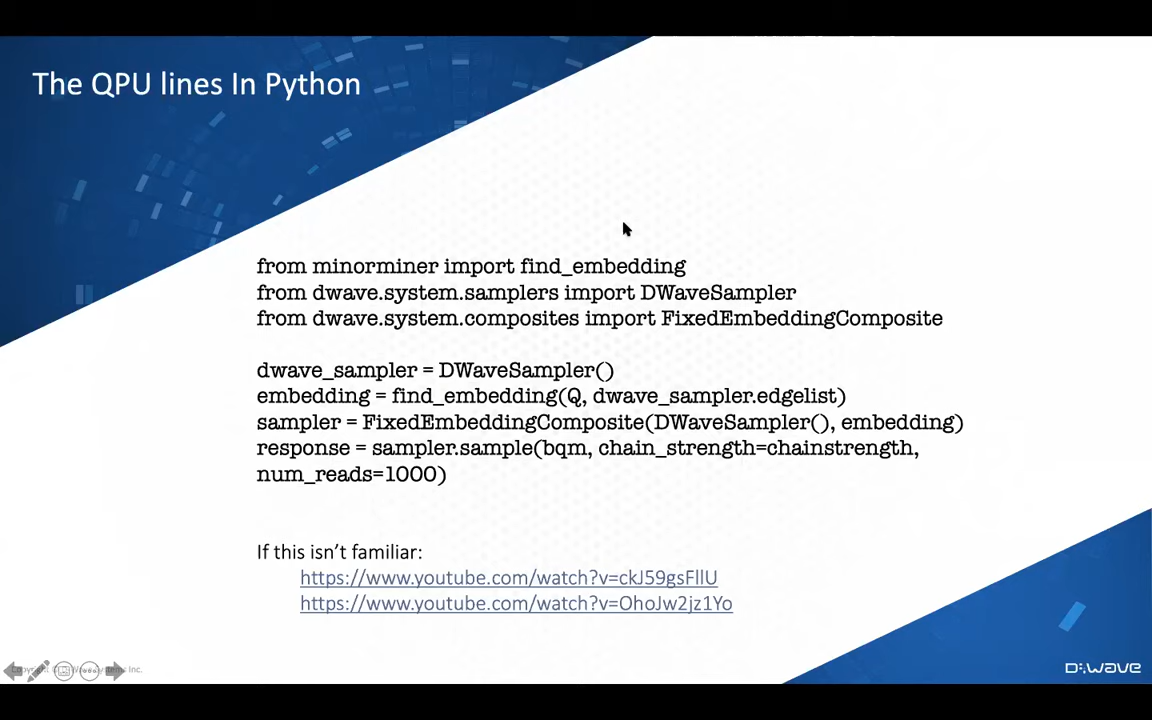 The QPU lines In Python
from minorminer import find_embedding
from dwave.system.samplers import DWaveSampler
from dwave.system.composites import FixedEmbeddingComposite
dwave_sampler = DWaveSampler()
embedding = find_embedding(Q, dwave_sampler.edgelist)
sampler = FixedEmbeddingComposite(DWaveSampler(), embedding)
response = sampler.sample(bqm, chain_strength=chainstrength,
num_reads=1000)
If this isn't familiar:
https://www.youtube.com/watch?v=ckJ59gsFllU
https://www.youtube.com/watch?v=OhoJw2jz1Yo
Inc.
D:wave